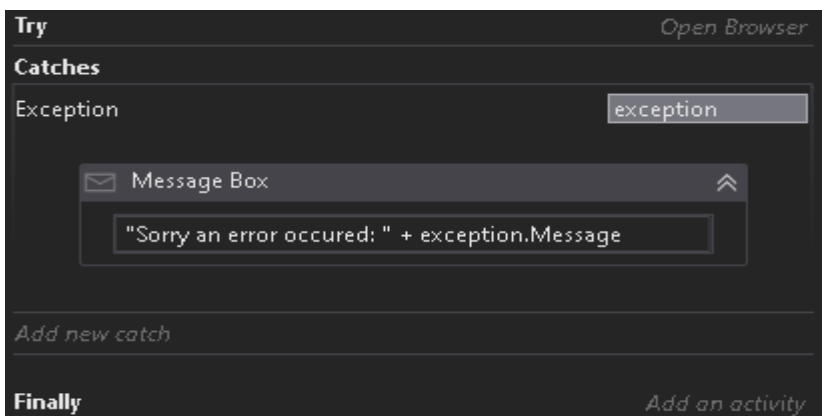 Try Open Browser
Catches
Exception exception
Message Box
"Sorry an error occured: " + exception.Message
Add new catch
Finally Add an activity